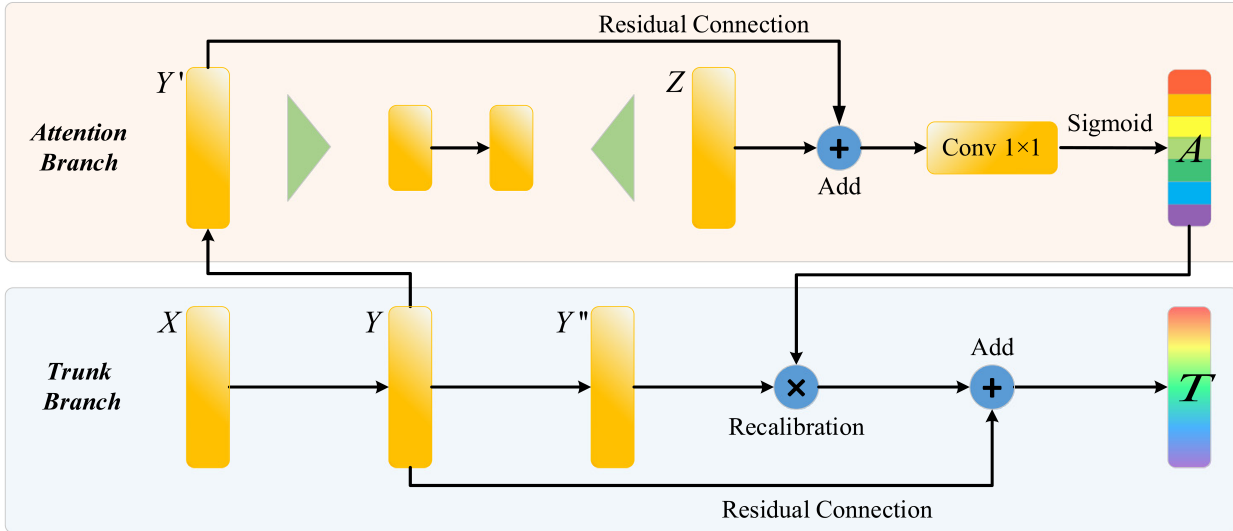 Residual Connection
Y'
Z
Attention
Branch
Add
Conv 1×1
Sigmoid
A
X
Y
Y"
Trunk
Branch
Recalibration
Add
T
Residual Connection